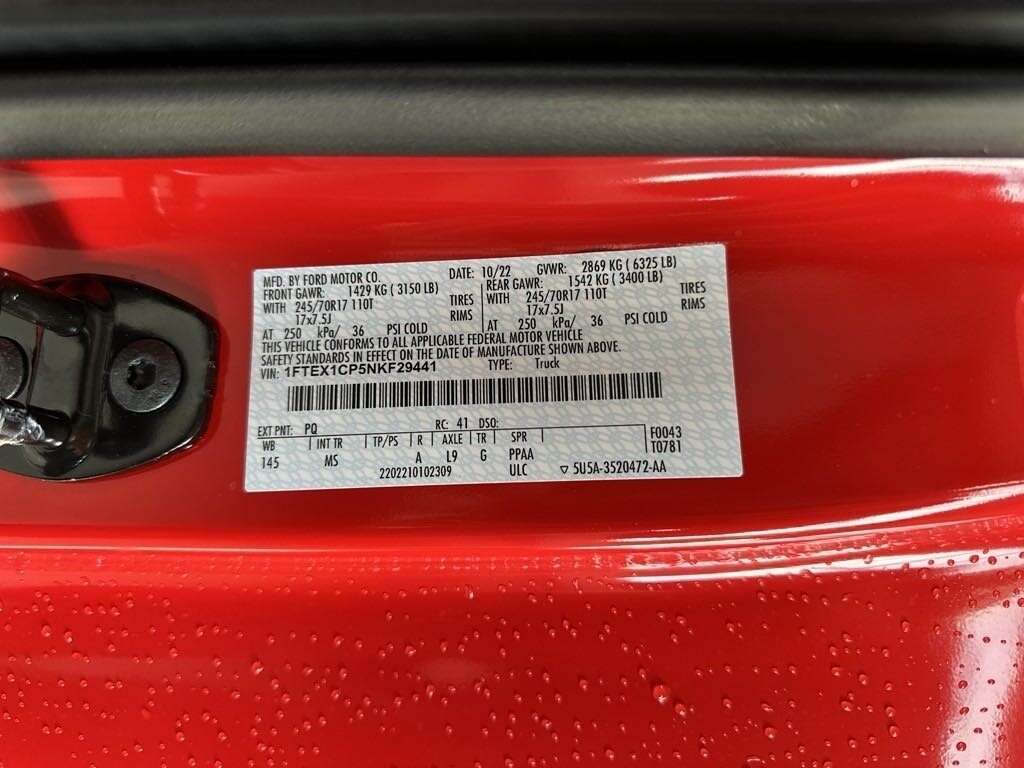 MFD. BY FORD MOTOR CO. DATE: 10/22 GVWR: 2869 KG ( 6325 LB)
FRONT GAWR: 1429 KG ( 3150 LB) REAR GAWR: 1542 KG ( 3400 LB)
WITH 245/70R17 110T TIRES WITH 245/70R17 110T TIRES
17x7.5J RIMS 17x7.5J RIMS
AT 250 kPa/ 36 PSI COLD AT 250 kPa/ 36 PSI COLD
THIS VEHICLE CONFORMS TO ALL APPLICABLE FEDERAL MOTOR VEHICLE
SAFETY STANDARDS IN EFFECT ON THE DATE OF MANUFACTURE SHOWN ABOVE.
VIN: 1FTEX1CP5NKF29441 TYPE: Truck
EXT PNT: PQ RC: 41 DSO: F0043
WB INT TR TP/PS R AXLE TR SPR T0781
145 MS A L9 G PPAA
2202210102309 ULC ▽ 5U5A-3520472-AA